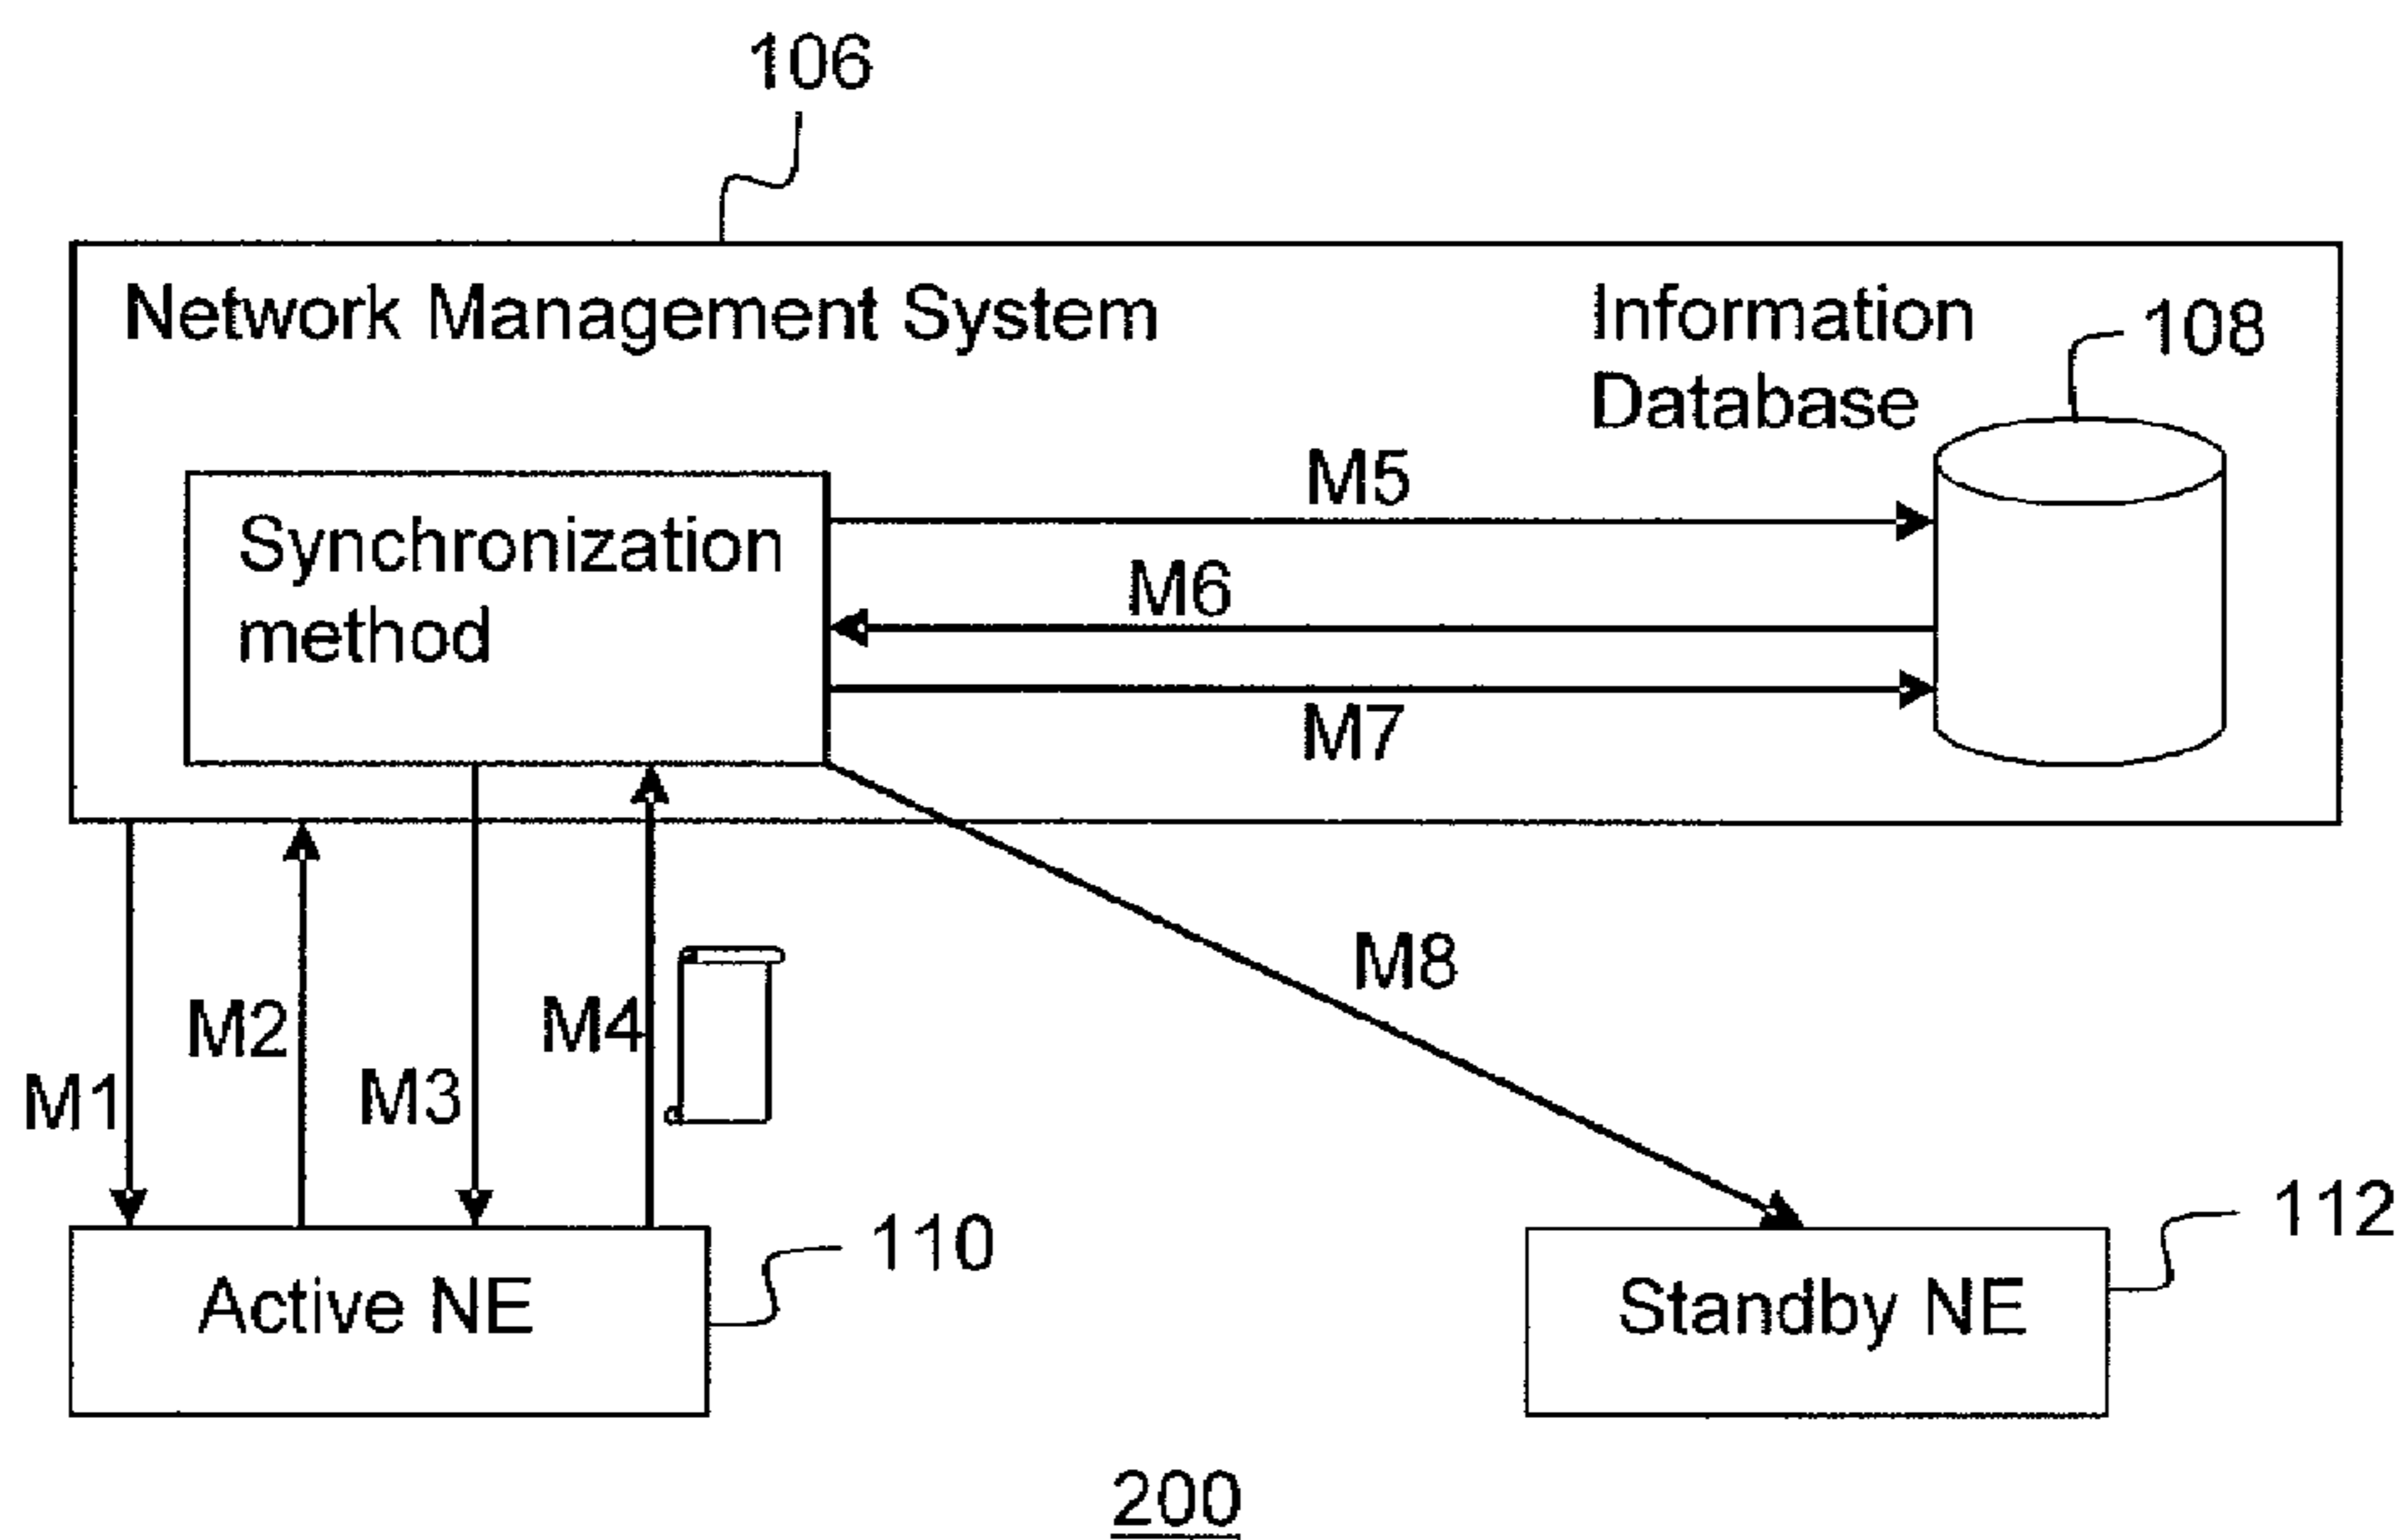 106
Network Management System
Information
Database
108
Synchronization
method
M5
M6
M7
M8
M1
M2
M3
M4
Active NE
110
Standby NE
112
200